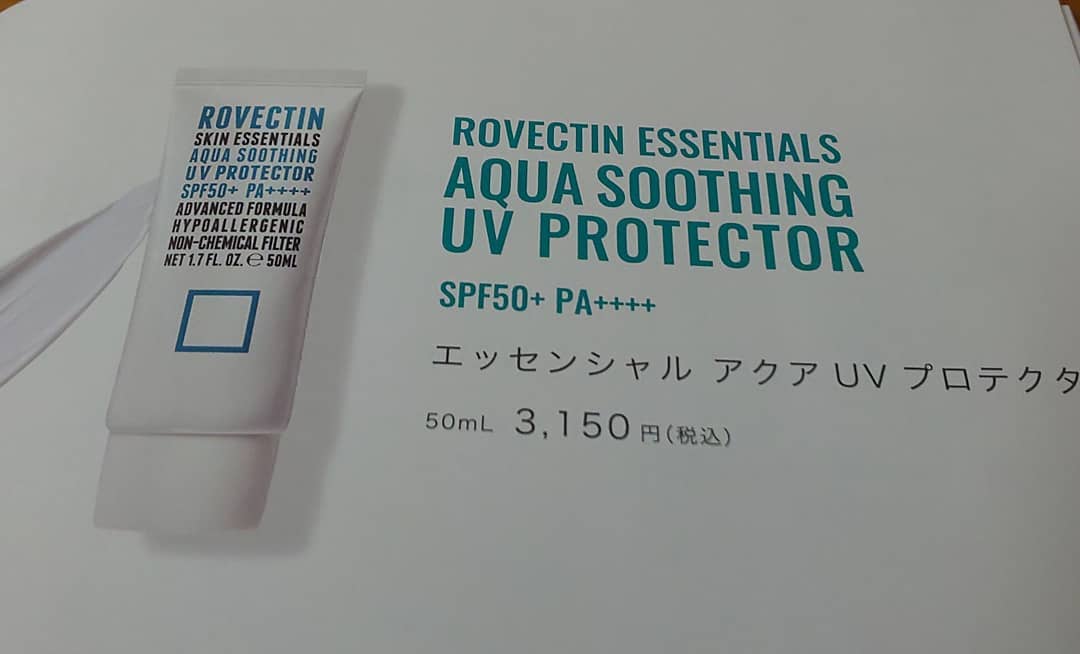 ROVECTIN
SKIN ESSENTIALS
AQUA SOOTHING
UV PROTECTOR
SPF50+ PA++++
ADVANCED FORMULA
HYPOALLERGENIC
NON-CHEMICAL FILTER
NET 1.7 FL. OZ. ℮ 50ML
ROVECTIN ESSENTIALS
AQUA SOOTHING
UV PROTECTOR
SPF50+ PA++++
エッセンシャル アクア UV プロテクタ
50mL 3,150円(税込)